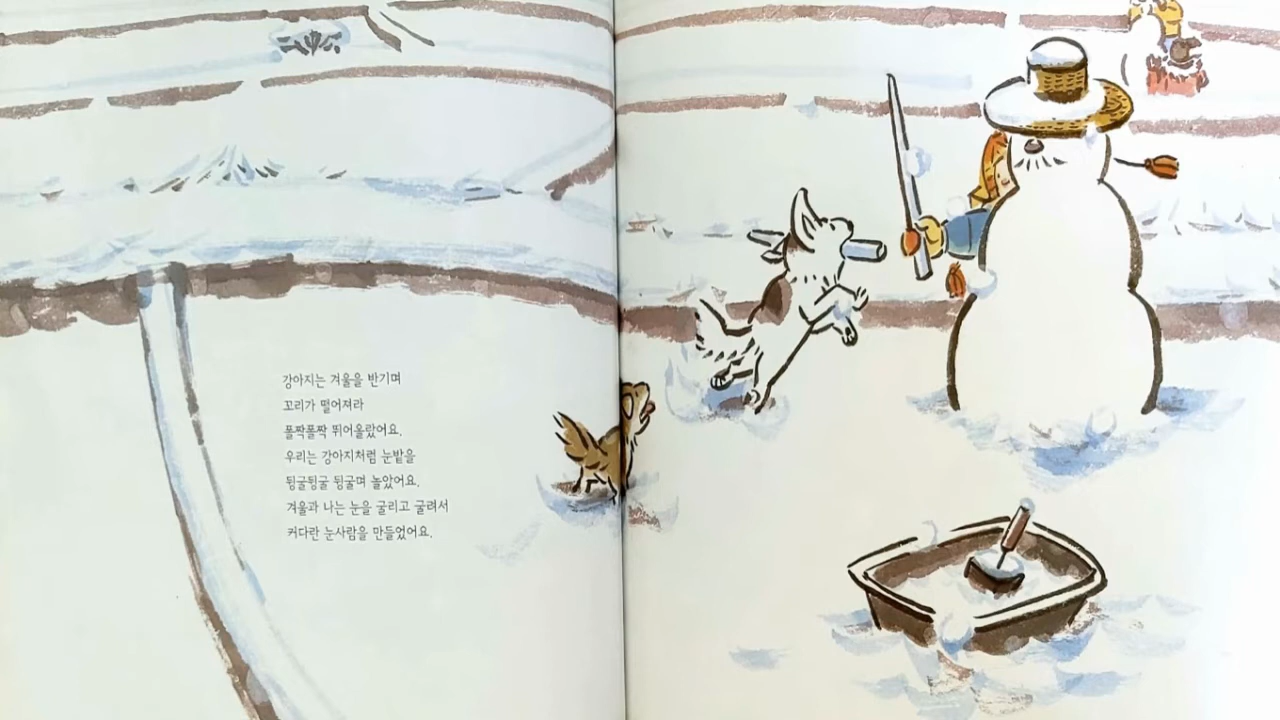 강아지는 겨울을 반기며
꼬리가 떨어져라
폴짝폴짝 뛰어올랐어요.
우리는 강아지처럼 눈밭을
뒹굴뒹굴 뒹굴며 놀았어요.
겨울과 나는 눈을 굴리고 굴려서
커다란 눈사람을 만들었어요.